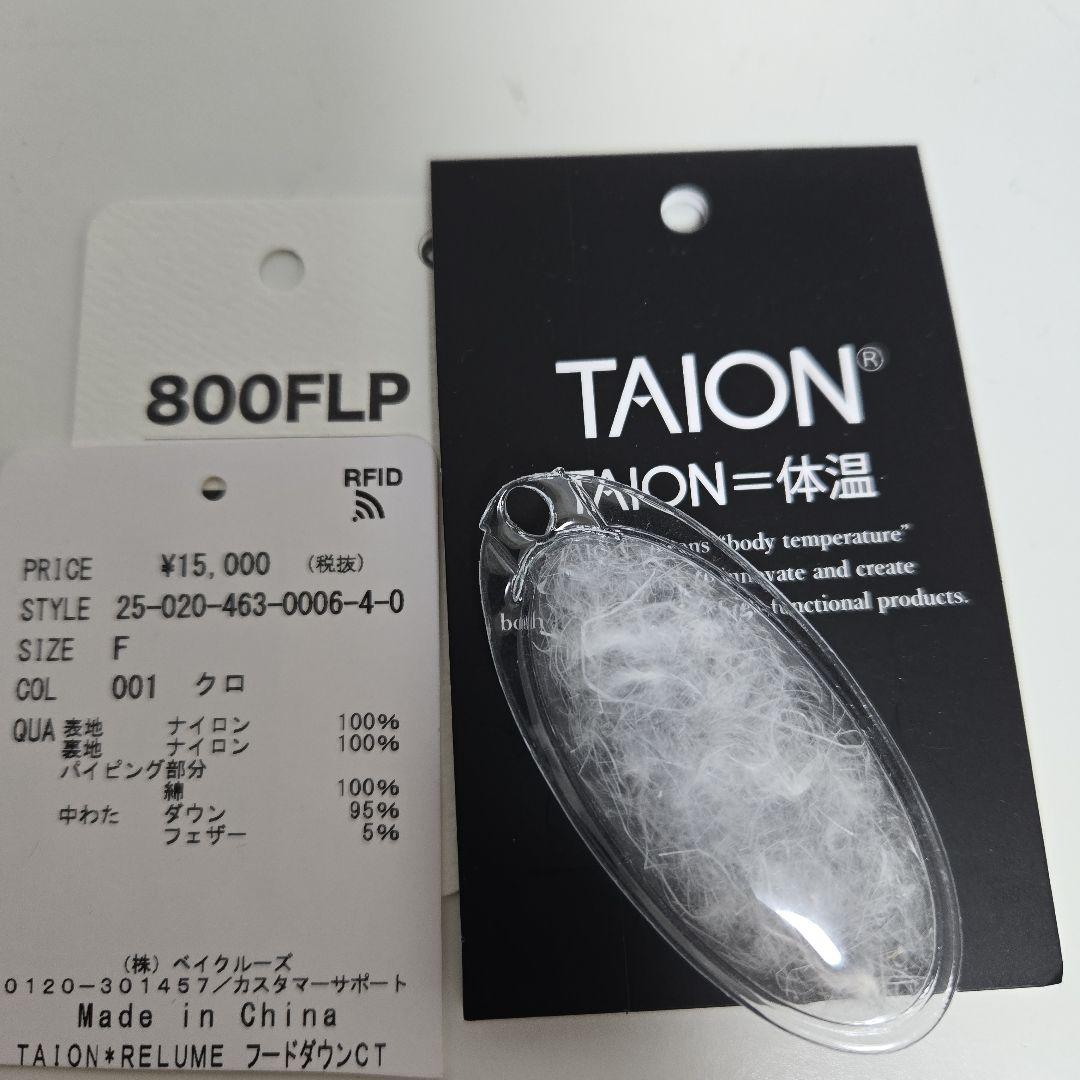 800FLP
RFID
PRICE ¥15,000 (税抜)
STYLE 25-020-463-0006-4-0
SIZE F
COL 001 クロ
QUA 表地 ナイロン 100%
裏地 ナイロン 100%
パイピング部分
綿 100%
中わた ダウン 95%
フェザー 5%
(株) ベイクルーズ
0120-301457/カスタマーサポート
Made in China
TAION*RELUME フードダウンCT
TAION®
TAION=体温
"body temperature"
and create
both functional products.